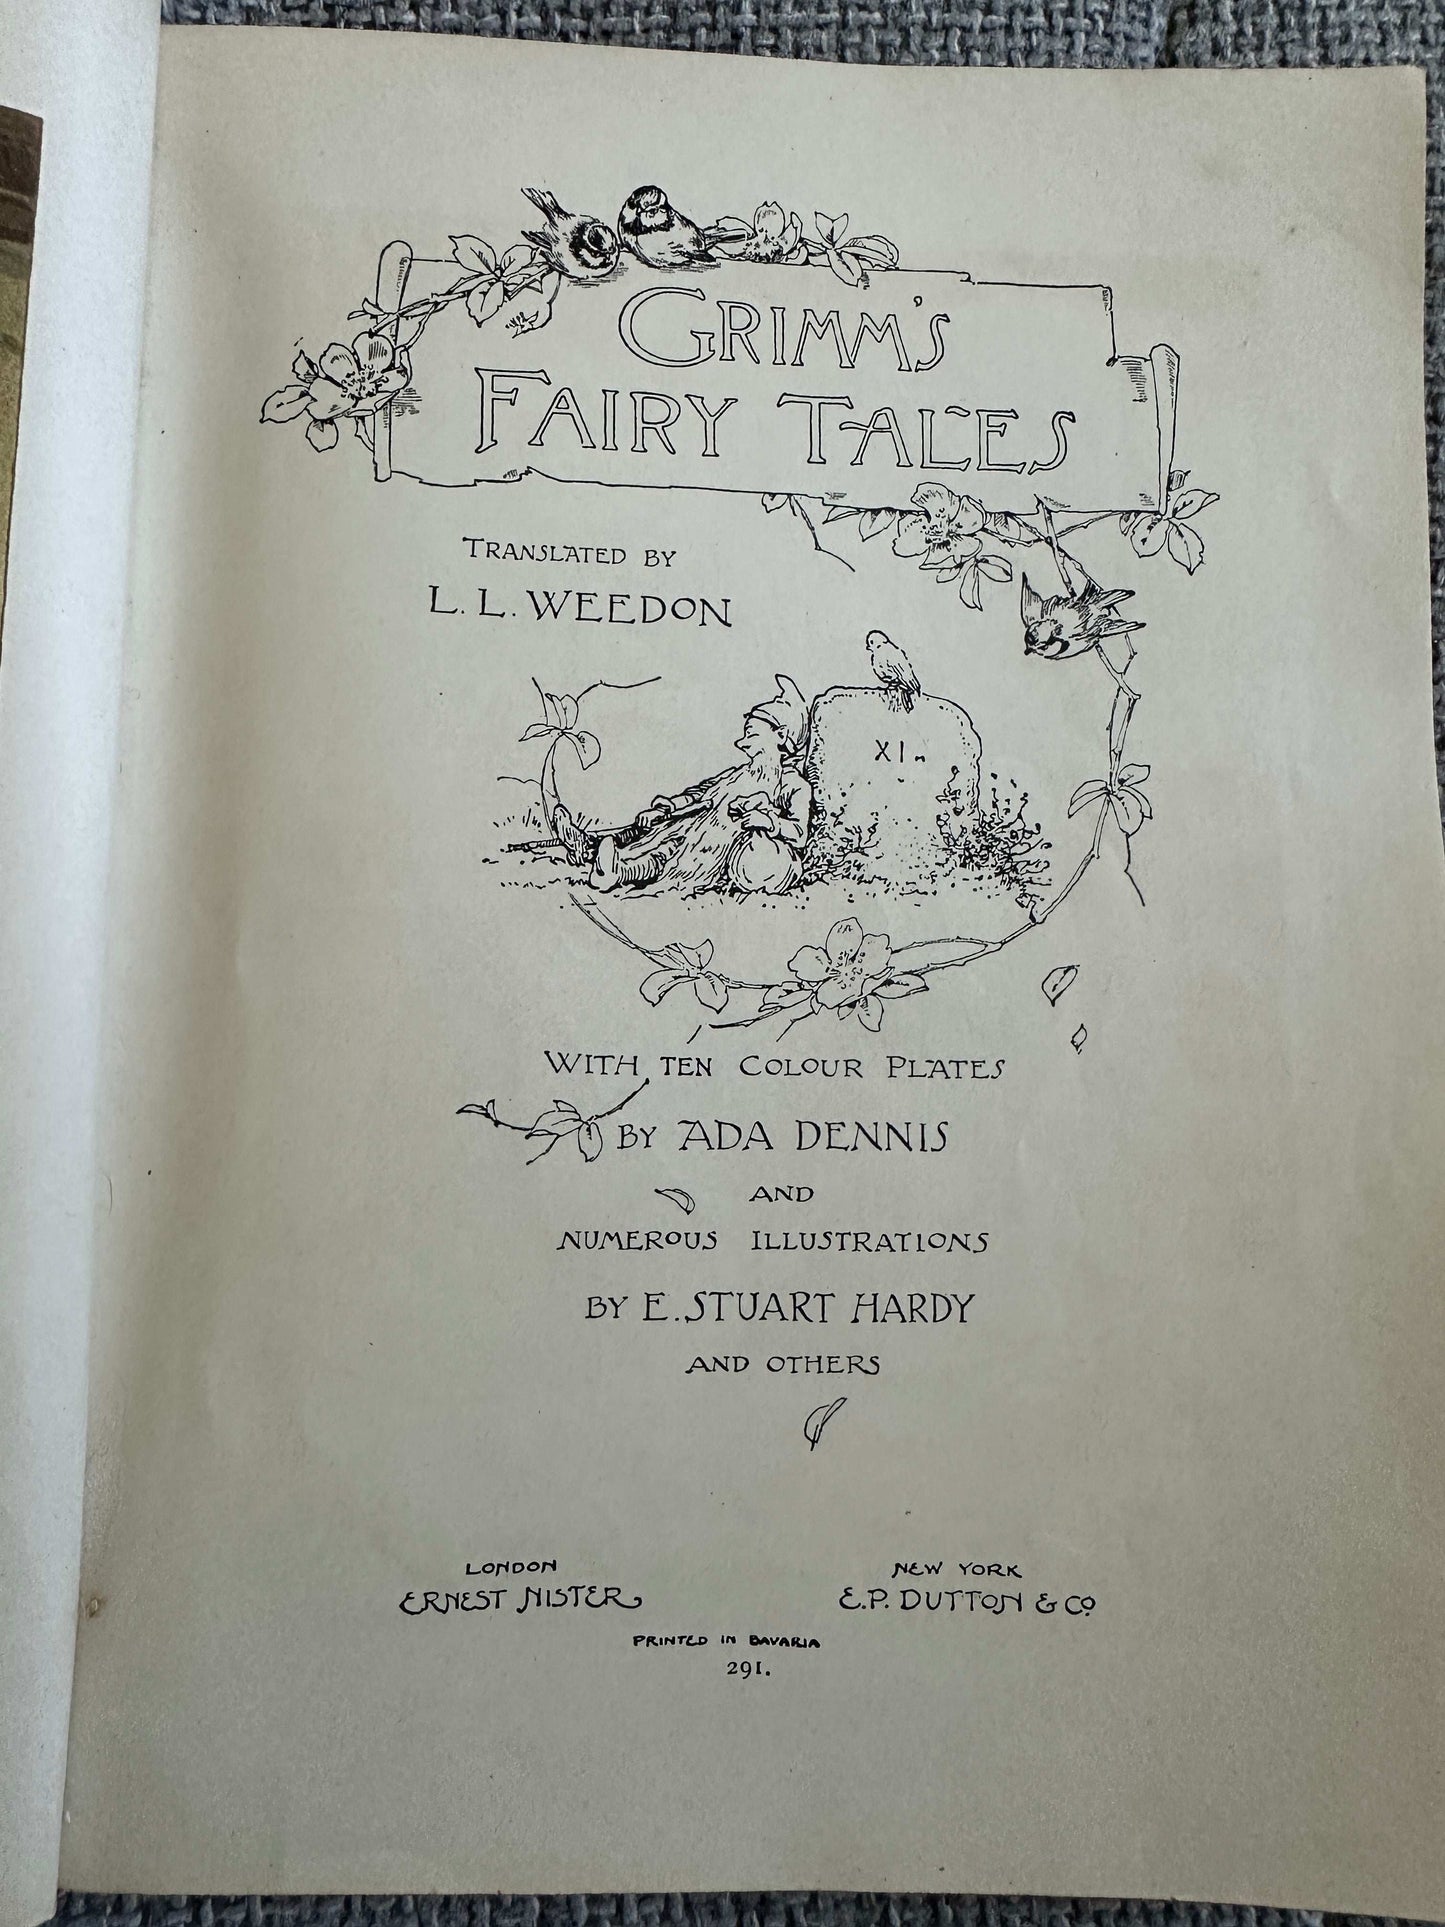 GRIMM'S
FAIRY TALES
TRANSLATED BY
L. L. WEEDON
XI m
WITH TEN COLOUR PLATES
BY ADA DENNIS
AND
NUMEROUS ILLUSTRATIONS
BY E. STUART HARDY
AND OTHERS
LONDON
ERNEST NISTER
NEW YORK
E.P. DUTTON & CO
PRINTED IN BAVARIA
291.